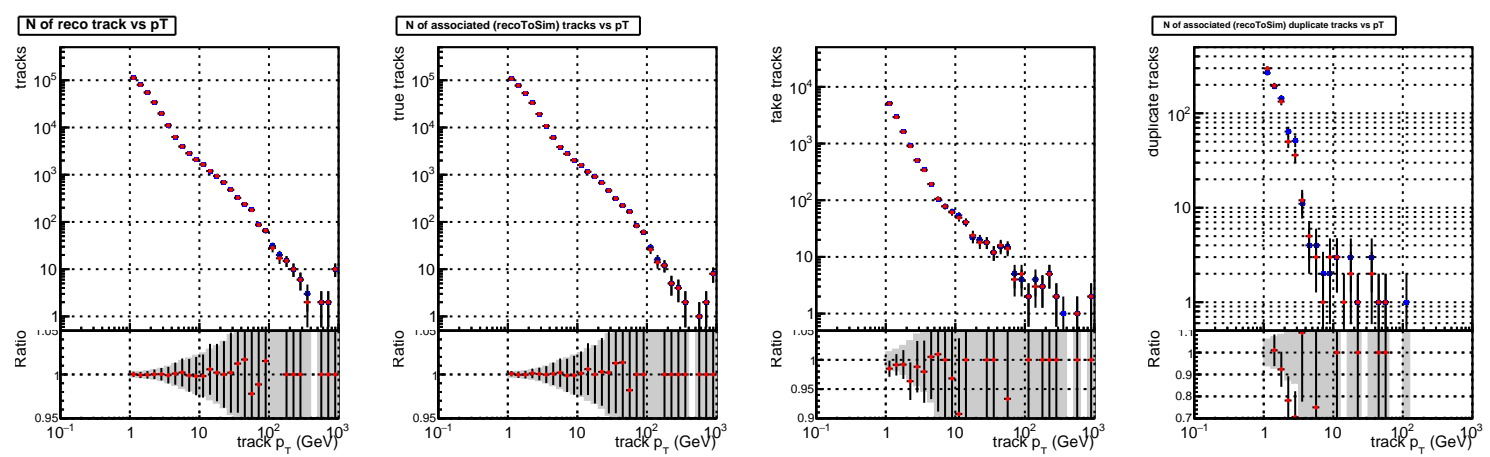 N of reco track vs pT
N of associated (recoToSim) tracks vs pT
N of associated (recoToSim) duplicate tracks vs pT
tracks
10^5
10^4
10^3
10^2
10
1
Ratio
1.05
1
0.95
10^−1 1 10 10^2 10^3
track p_T (GeV)
true tracks
10^5
10^4
10^3
10^2
10
1
Ratio
1.05
1
0.95
10^−1 1 10 10^2 10^3
track p_T (GeV)
fake tracks
10^4
10^3
10^2
10
1
Ratio
1.05
1
0.95
0.9
10^−1 1 10 10^2 10^3
track p_T (GeV)
duplicate tracks
10^2
10
1
Ratio
1.1
1
0.9
0.8
0.7
10^−1 1 10 10^2 10^3
track p_T (GeV)